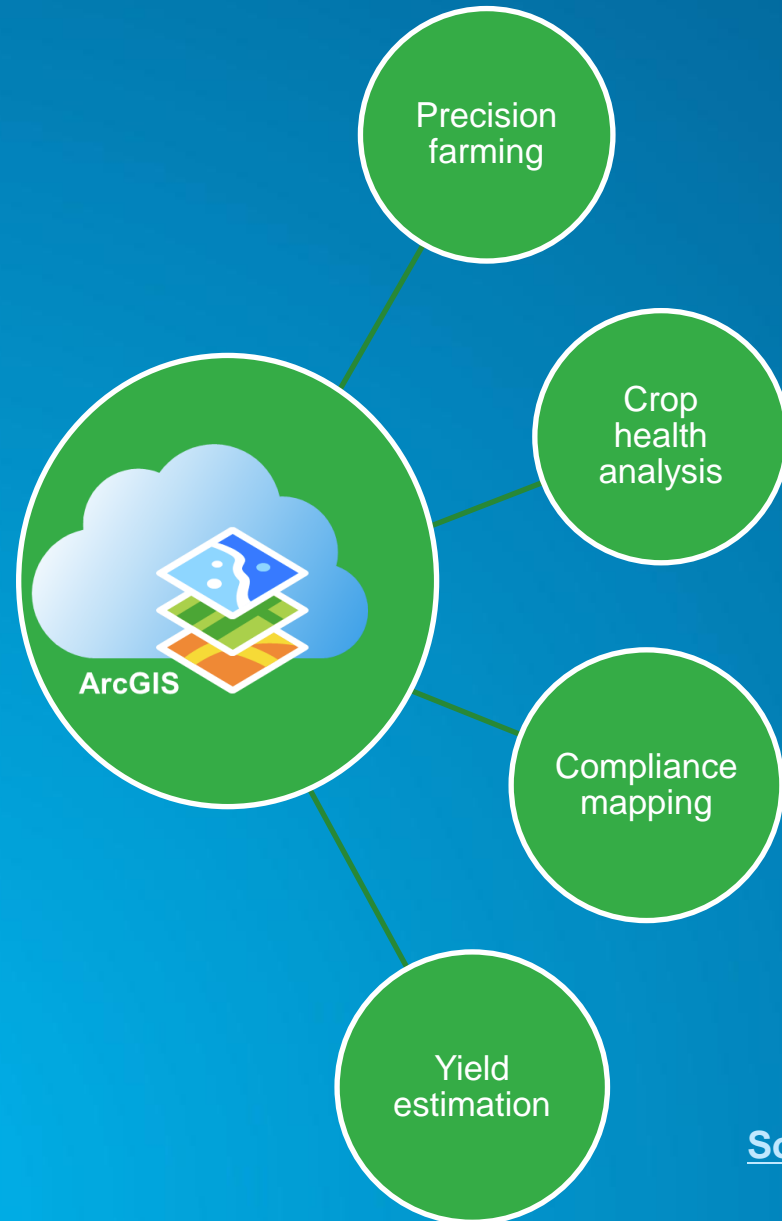 Precision
farming
Crop
health
analysis
ArcGIS
Compliance
mapping
Yield
estimation